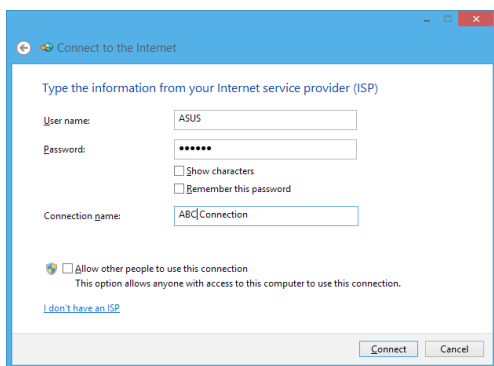 Connect to the Internet
Type the information from your Internet service provider (ISP)
User name:
ASUS
Password:
••••••
Show characters
Remember this password
Connection name:
ABC Connection
Allow other people to use this connection
This option allows anyone with access to this computer to use this connection.
I don't have an ISP
Connect
Cancel